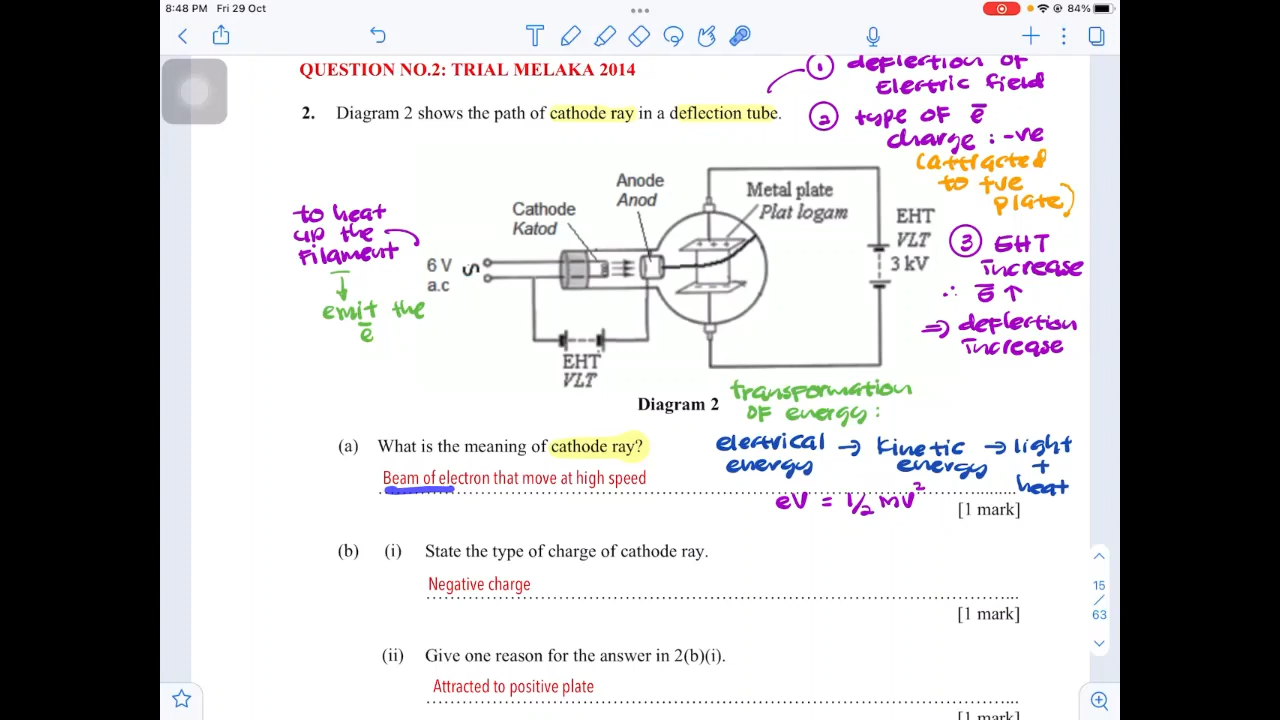 8:48 PM Fri 29 Oct
84%
QUESTION NO.2: TRIAL MELAKA 2014
2. Diagram 2 shows the path of cathode ray in a deflection tube.
1 deflection of
Electric field
2 type of ē
charge : -ve
(attracted
to +ve
plate)
3 EHT
increase
∴ ē ↑
⇒ deflection
increase
to heat
up the
filament
↓
emit the
ē
Cathode
Katod
Anode
Anod
Metal plate
Plat logam
6 V
a.c
EHT
VLT
3 kV
+ + +
EHT
VLT
Diagram 2
transformation
of energy :
electrical → kinetic → light
energy energy +
heat
eV = 1/2 mv²
(a) What is the meaning of cathode ray?
Beam of electron that move at high speed
[1 mark]
(b) (i) State the type of charge of cathode ray.
Negative charge
[1 mark]
(ii) Give one reason for the answer in 2(b)(i).
Attracted to positive plate
[1 mark]
15
/
63